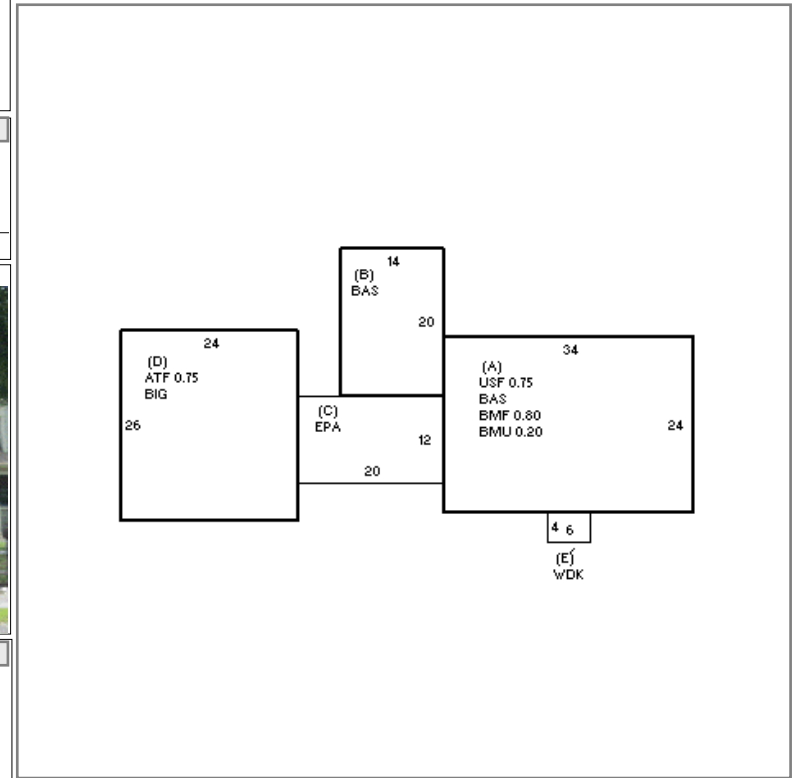 14
(B)
BAS
20
24
(D)
ATF 0.75
BIG
26
34
(A)
USF 0.75
BAS
BMF 0.80
BMU 0.20
24
(C)
EPA
12
20
4 6
(E)
WDK